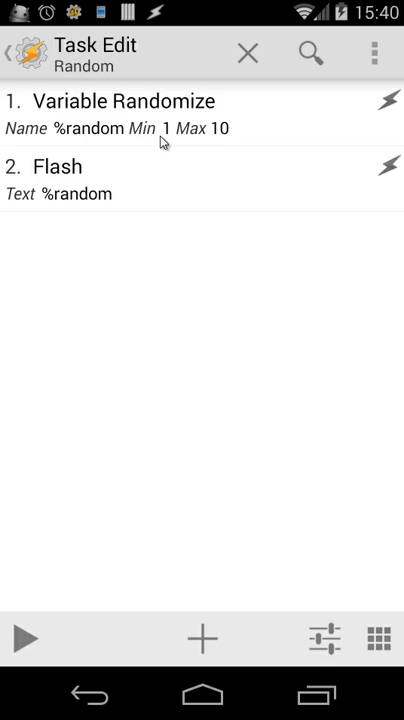 15:40
Task Edit
Random
1. Variable Randomize
Name %random Min 1 Max 10
2. Flash
Text %random